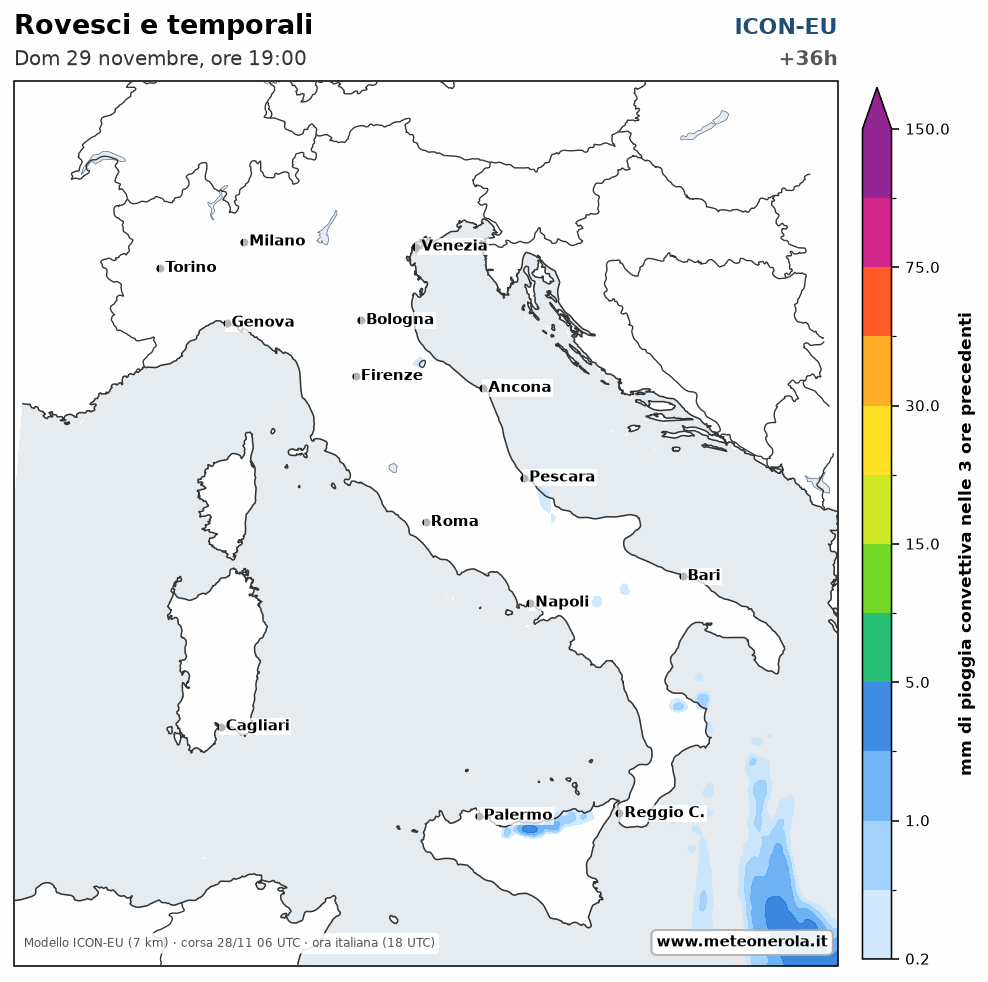 Rovesci e temporali
ICON-EU
Dom 29 novembre, ore 19:00
+36h
150.0
75.0
30.0
15.0
5.0
1.0
0.2
mm di pioggia convettiva nelle 3 ore precedenti
Milano
Venezia
Torino
Genova
Bologna
Firenze
Ancona
Pescara
Roma
Bari
Napoli
Cagliari
Palermo
Reggio C.
Modello ICON-EU (7 km) · corsa 28/11 06 UTC · ora italiana (18 UTC)
www.meteonerola.it